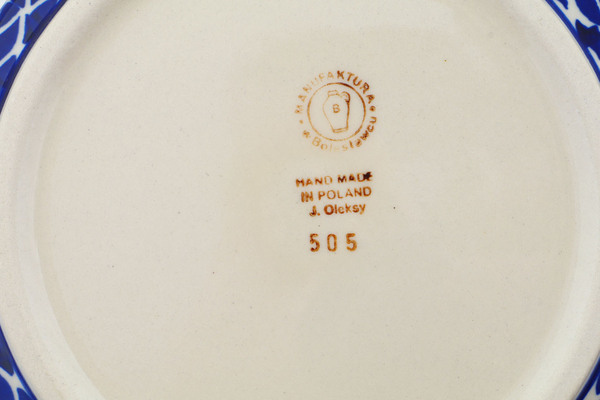 MANUFAKTURA
B
w Bolesławcu
HAND MADE
IN POLAND
J. Oleksy
505